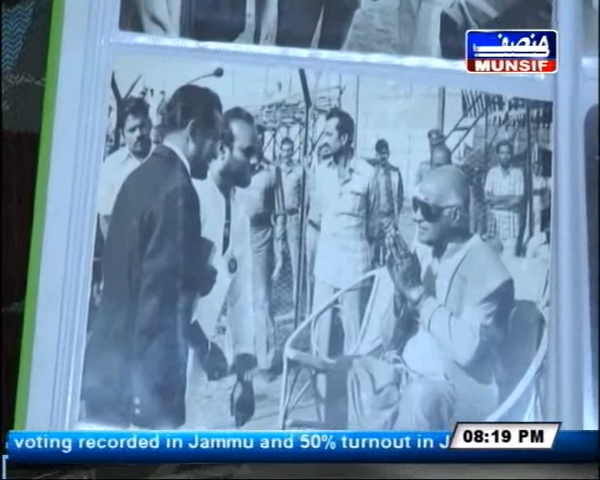 منصف
MUNSIF
voting recorded in Jammu and 50% turnout in J
08:19 PM